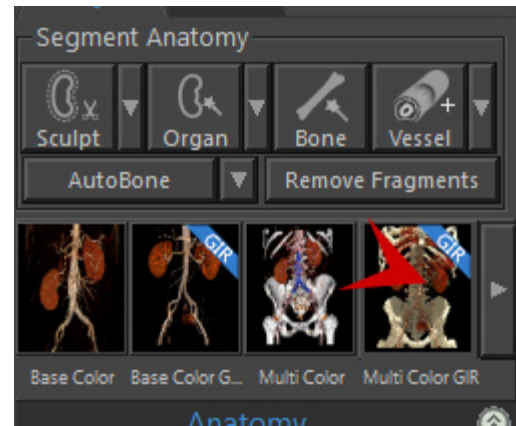 Segment Anatomy
Sculpt Organ Bone Vessel
AutoBone Remove Fragments
GIR GIR
Base Color Base Color G... Multi Color Multi Color GIR
Anatomy